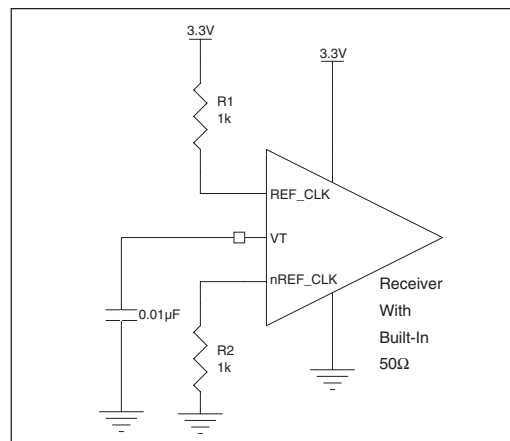 3.3V
3.3V
R1
1k
REF_CLK
VT
nREF_CLK
Receiver
With
Built-In
50Ω
0.01µF
R2
1k